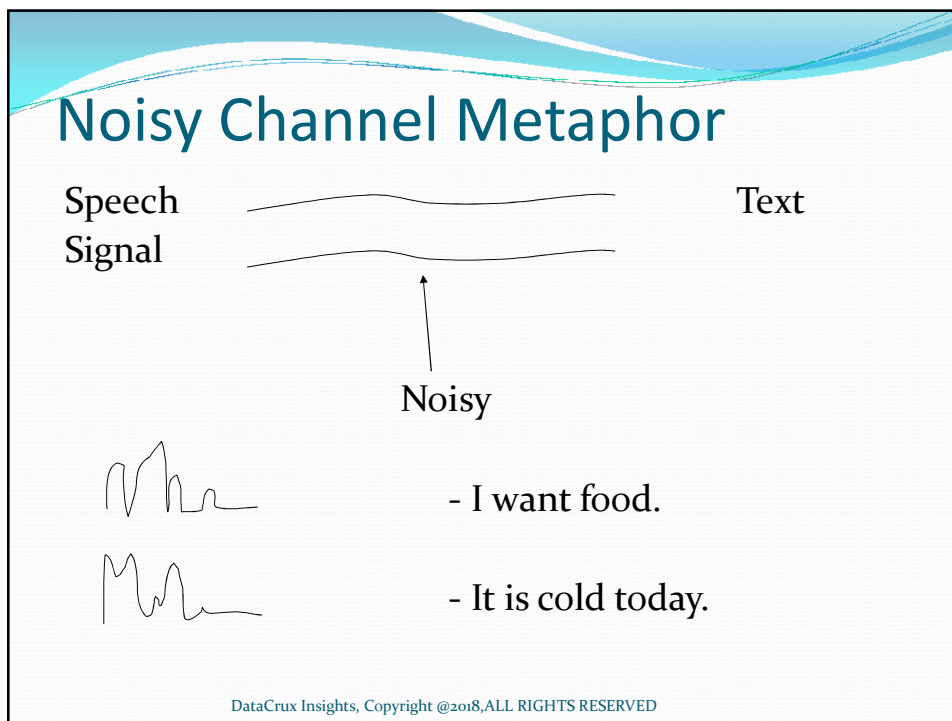 Noisy Channel Metaphor
Speech Text
Signal
Noisy
- I want food.
- It is cold today.
DataCrux Insights, Copyright @2018,ALL RIGHTS RESERVED